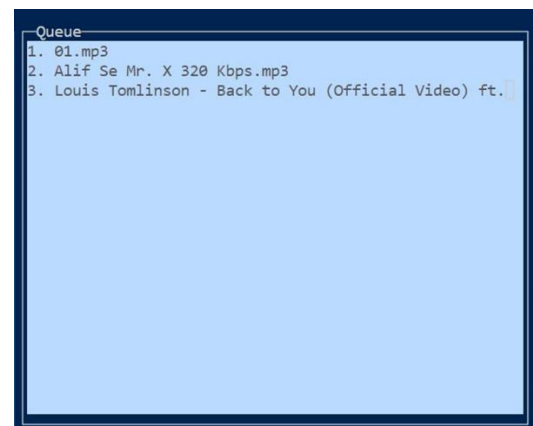 Queue
1. 01.mp3
2. Alif Se Mr. X 320 Kbps.mp3
3. Louis Tomlinson - Back to You (Official Video) ft.